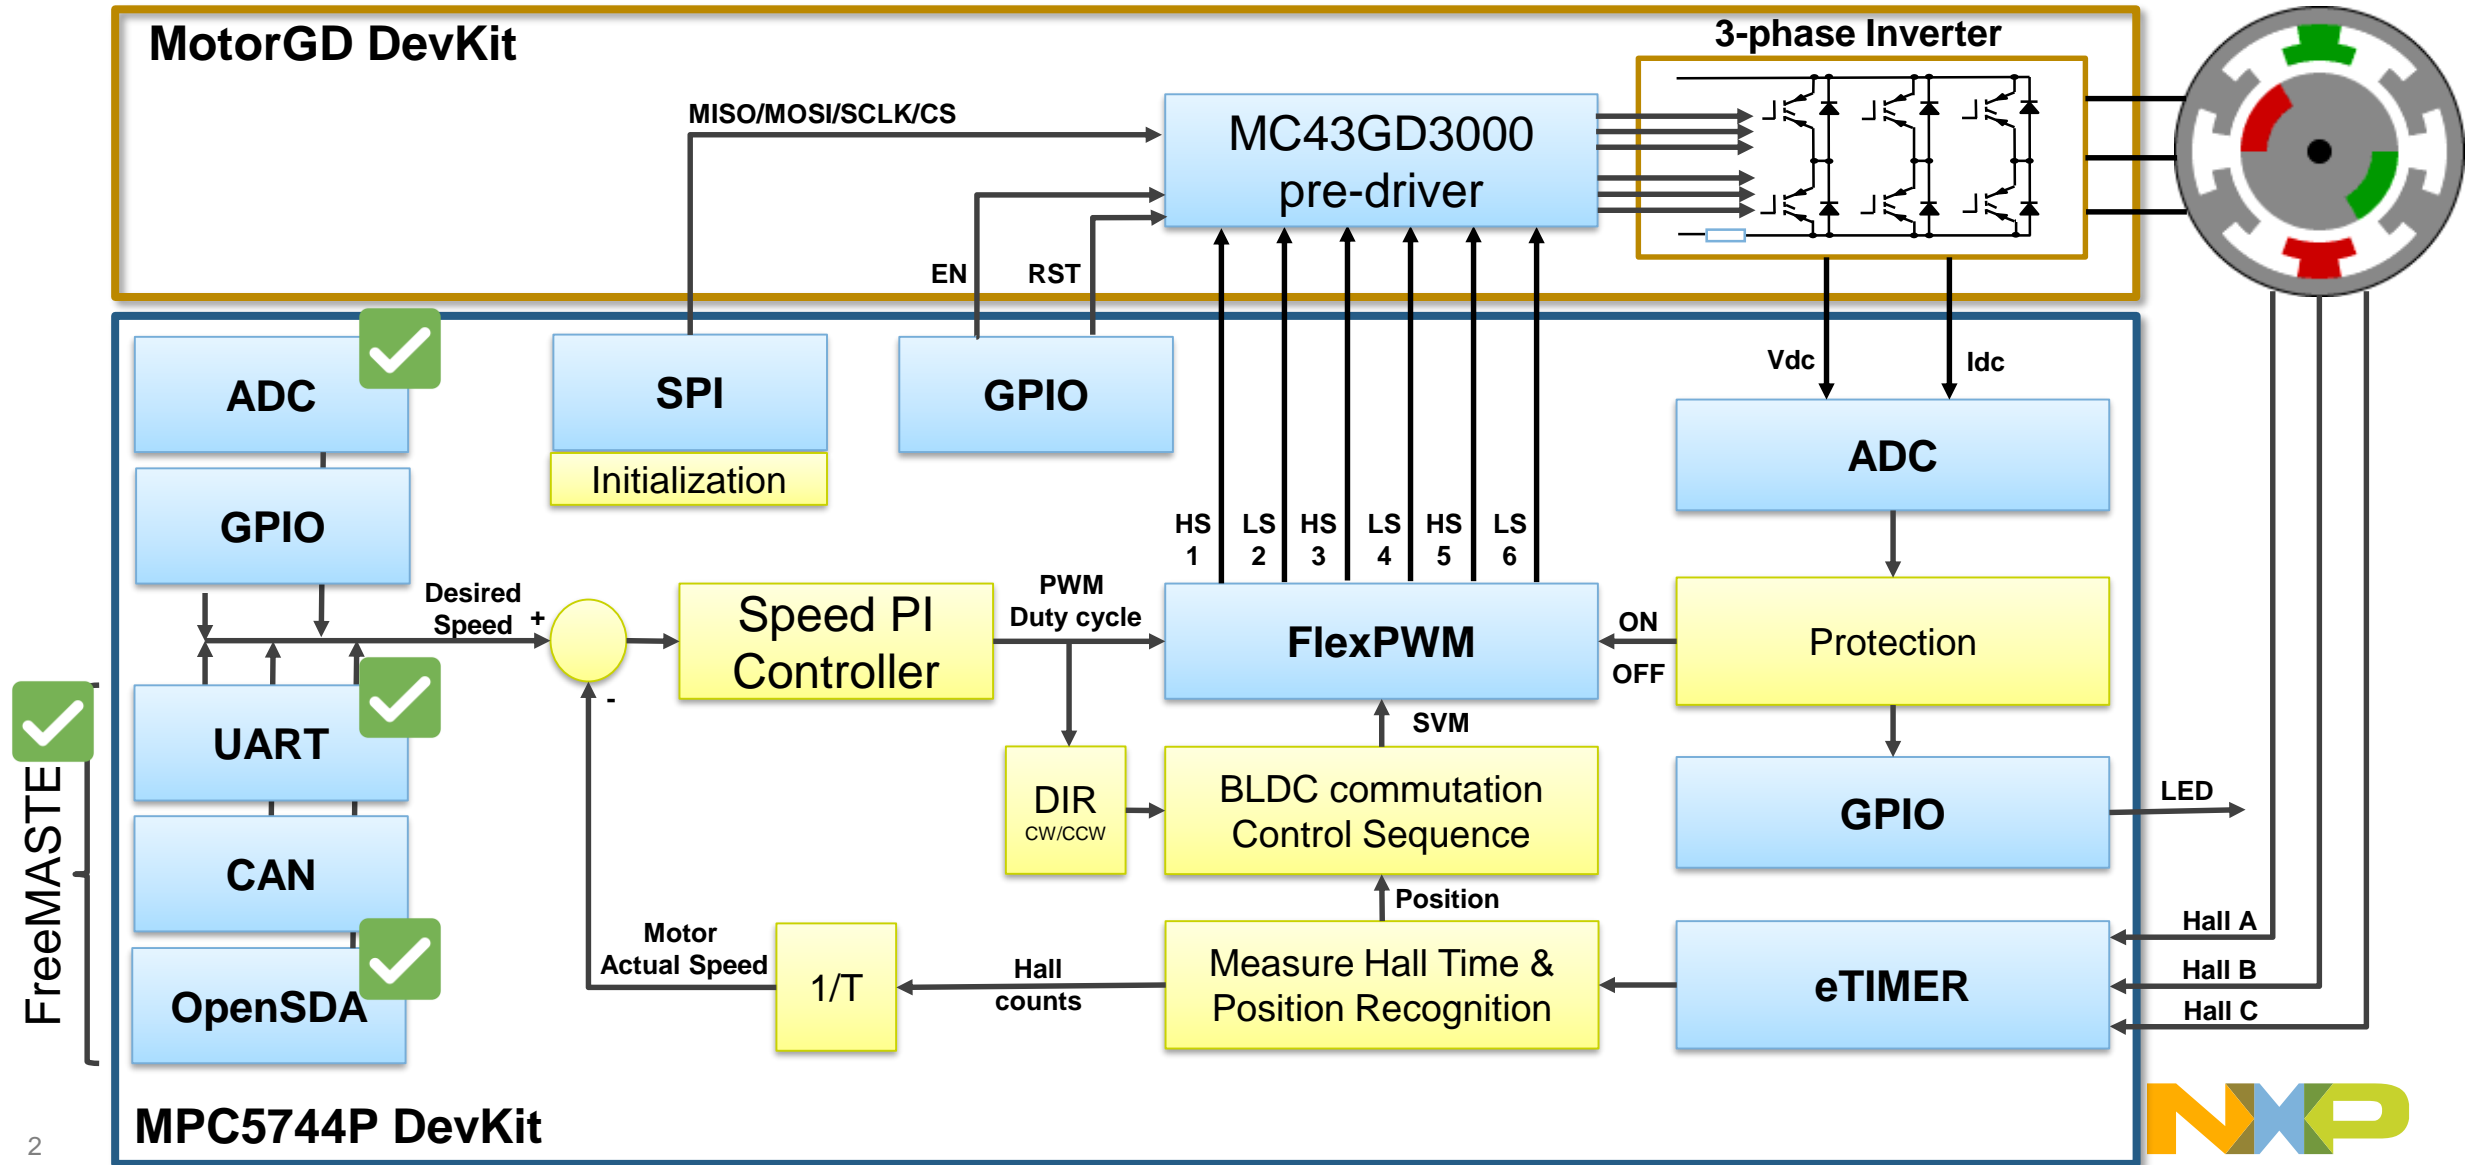 MotorGD DevKit
3-phase Inverter
MISO/MOSI/SCLK/CS
MC43GD3000
pre-driver
EN
RST
ADC
SPI
Initialization
GPIO
Vdc
Idc
ADC
GPIO
HS
1
LS
2
HS
3
LS
4
HS
5
LS
6
Desired
Speed
+
-
Speed PI
Controller
PWM
Duty cycle
FlexPWM
ON
OFF
Protection
SVM
UART
DIR
CW/CCW
BLDC commutation
Control Sequence
GPIO
LED
FreeMASTE
CAN
Position
Motor
Actual Speed
1/T
Hall
counts
Measure Hall Time &
Position Recognition
eTIMER
Hall A
Hall B
Hall C
OpenSDA
MPC5744P DevKit
2
NXP